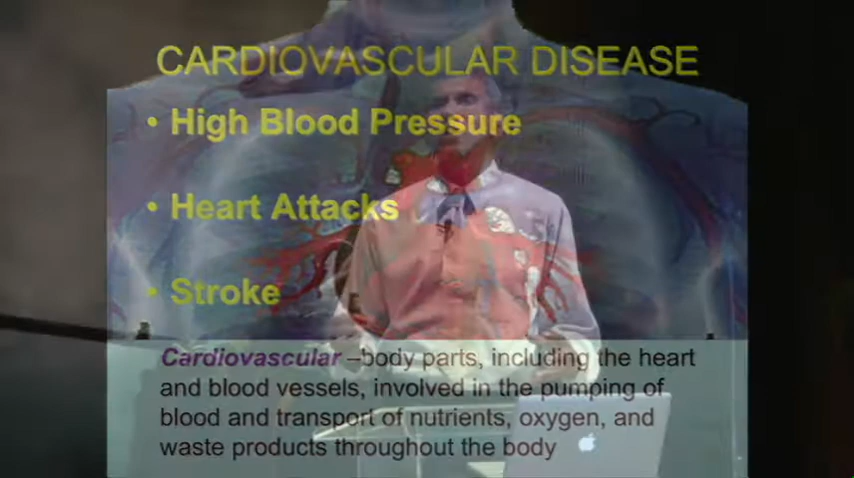 CARDIOVASCULAR DISEASE
• High Blood Pressure
• Heart Attacks
• Stroke
Cardiovascular –body parts, including the heart
and blood vessels, involved in the pumping of
blood and transport of nutrients, oxygen, and
waste products throughout the body